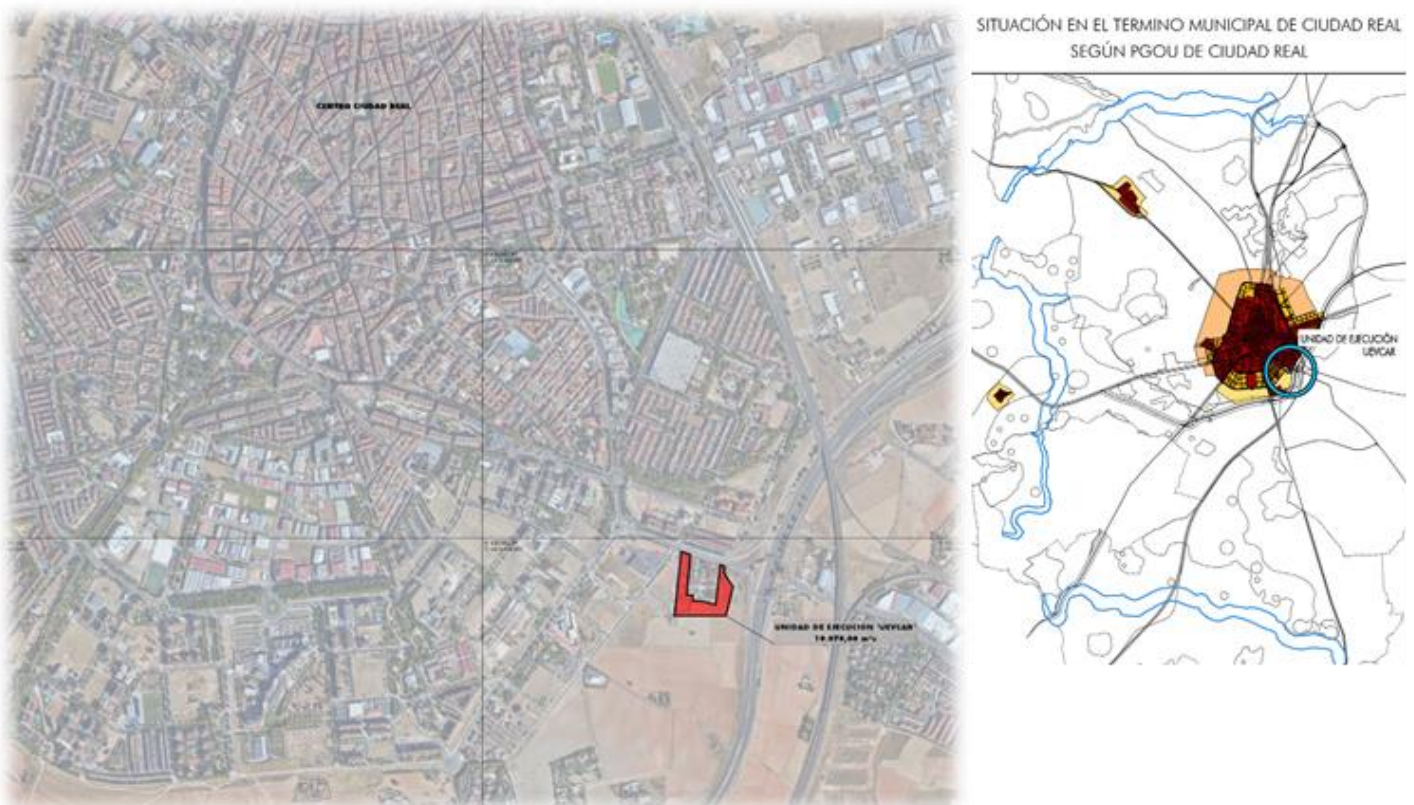 CENTRO CIUDAD REAL
UNIDAD DE EJECUCIÓN "UEVCAR"
SITUACIÓN EN EL TERMINO MUNICIPAL DE CIUDAD REAL
SEGÚN PGOU DE CIUDAD REAL
UNIDAD DE EJECUCIÓN
UEVCAR